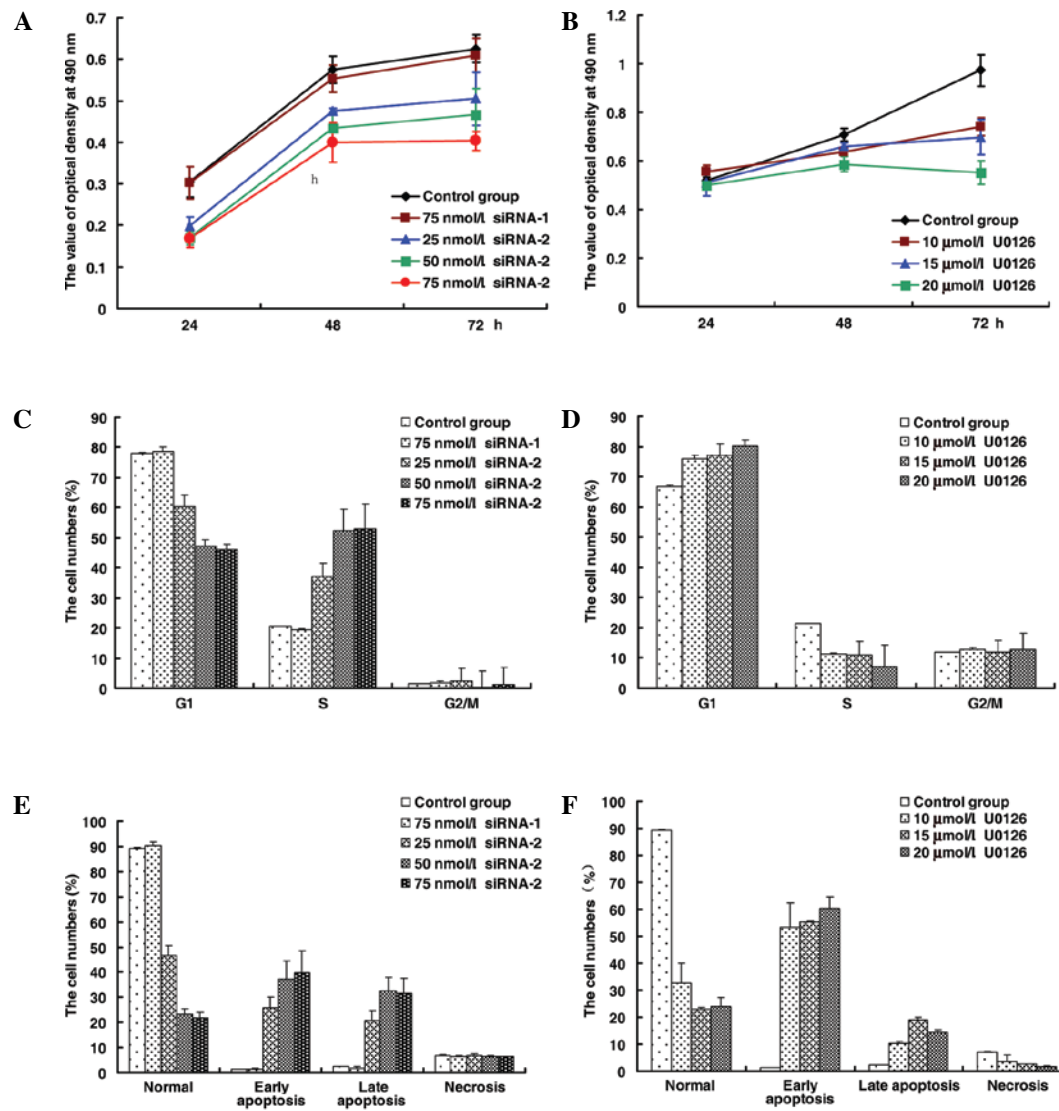 A
The value of optical density at 490 nm
0.7
0.6
0.5
0.4
0.3
0.2
0.1
0
24
48
72 h
h
Control group
75 nmol/l siRNA-1
25 nmol/l siRNA-2
50 nmol/l siRNA-2
75 nmol/l siRNA-2
B
The value of optical density at 490 nm
1.2
1
0.8
0.6
0.4
0.2
0
24
48
72 h
Control group
10 μmol/l U0126
15 μmol/l U0126
20 μmol/l U0126
C
The cell numbers (%)
90
80
70
60
50
40
30
20
10
0
G1
S
G2/M
Control group
75 nmol/l siRNA-1
25 nmol/l siRNA-2
50 nmol/l siRNA-2
75 nmol/l siRNA-2
D
The cell numbers (%)
90
80
70
60
50
40
30
20
10
0
G1
S
G2/M
Control group
10 μmol/l U0126
15 μmol/l U0126
20 μmol/l U0126
E
The cell numbers (%)
100
90
80
70
60
50
40
30
20
10
0
Normal
Early
apoptosis
Late
apoptosis
Necrosis
Control group
75 nmol/l siRNA-1
25 nmol/l siRNA-2
50 nmol/l siRNA-2
75 nmol/l siRNA-2
F
The cell numbers (%)
100
90
80
70
60
50
40
30
20
10
0
Normal
Early
apoptosis
Late apoptosis
Necrosis
Control group
10 μmol/l U0126
15 μmol/l U0126
20 μmol/l U0126